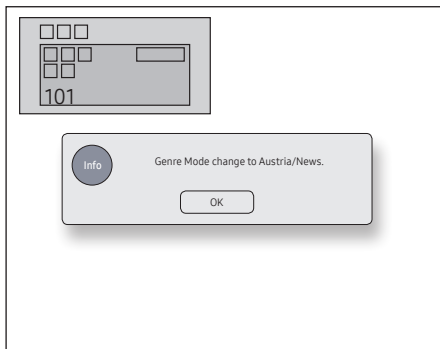 □□□
□□□
□□
101
Info
Genre Mode change to Austria/News.
OK